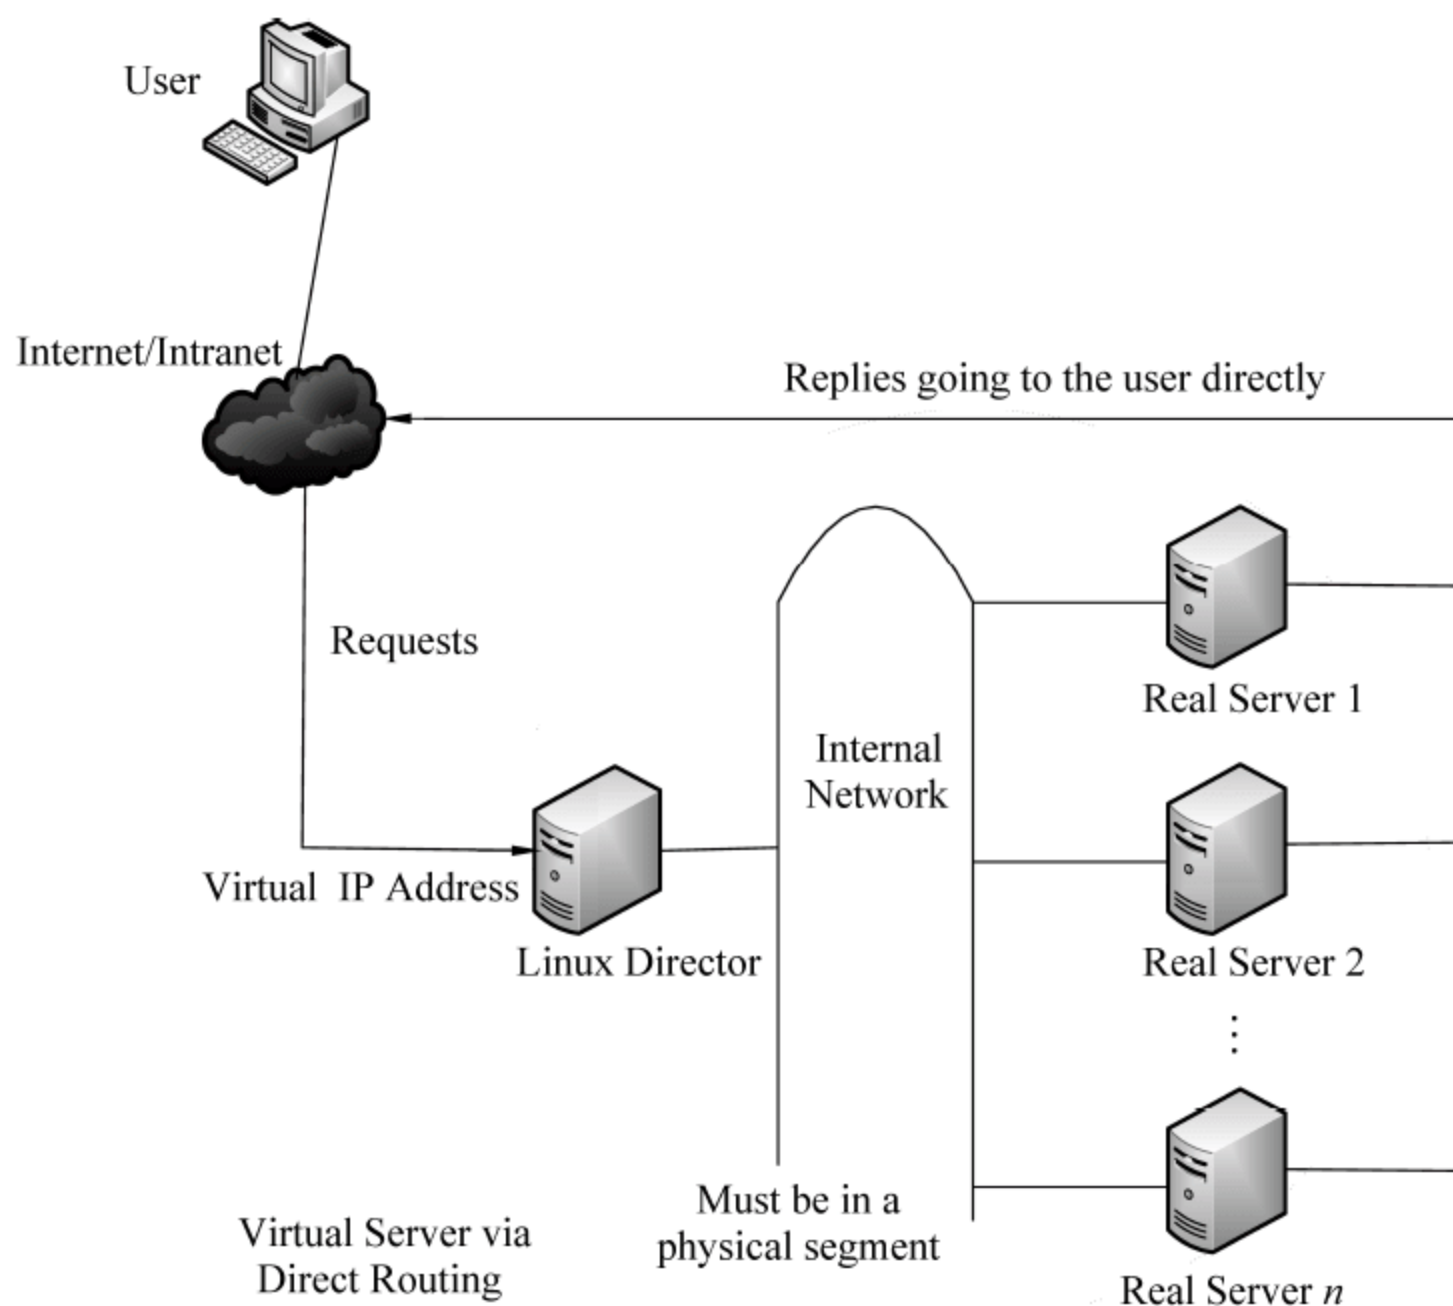 User
Internet/Intranet
Replies going to the user directly
Requests
Real Server 1
Internal
Network
Virtual IP Address
Linux Director
Real Server 2
⋮
Must be in a
physical segment
Virtual Server via
Direct Routing
Real Server n